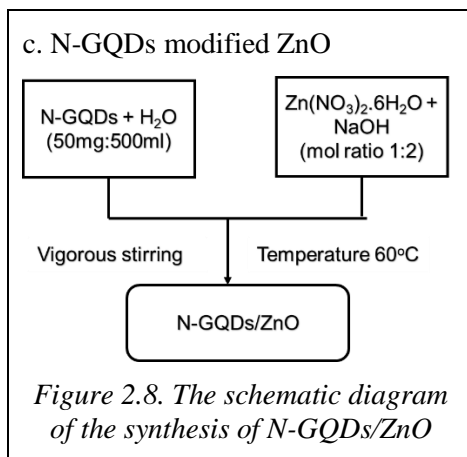 c. N-GQDs modified ZnO
N-GQDs + H₂O
(50mg:500ml)
Zn(NO₃)₂.6H₂O +
NaOH
(mol ratio 1:2)
Vigorous stirring
Temperature 60°C
N-GQDs/ZnO
Figure 2.8. The schematic diagram
of the synthesis of N-GQDs/ZnO